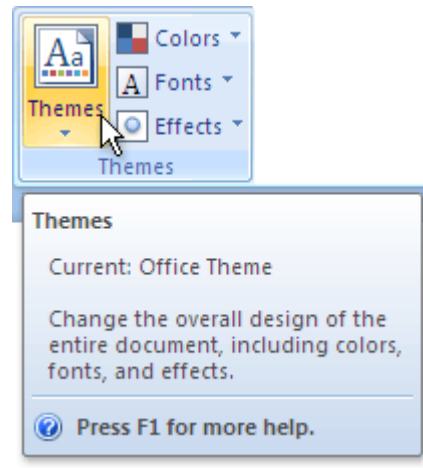 Aa
Colors
A
Fonts
Themes
Effects
Themes
Themes
Current: Office Theme
Change the overall design of the
entire document, including colors,
fonts, and effects.
Press F1 for more help.